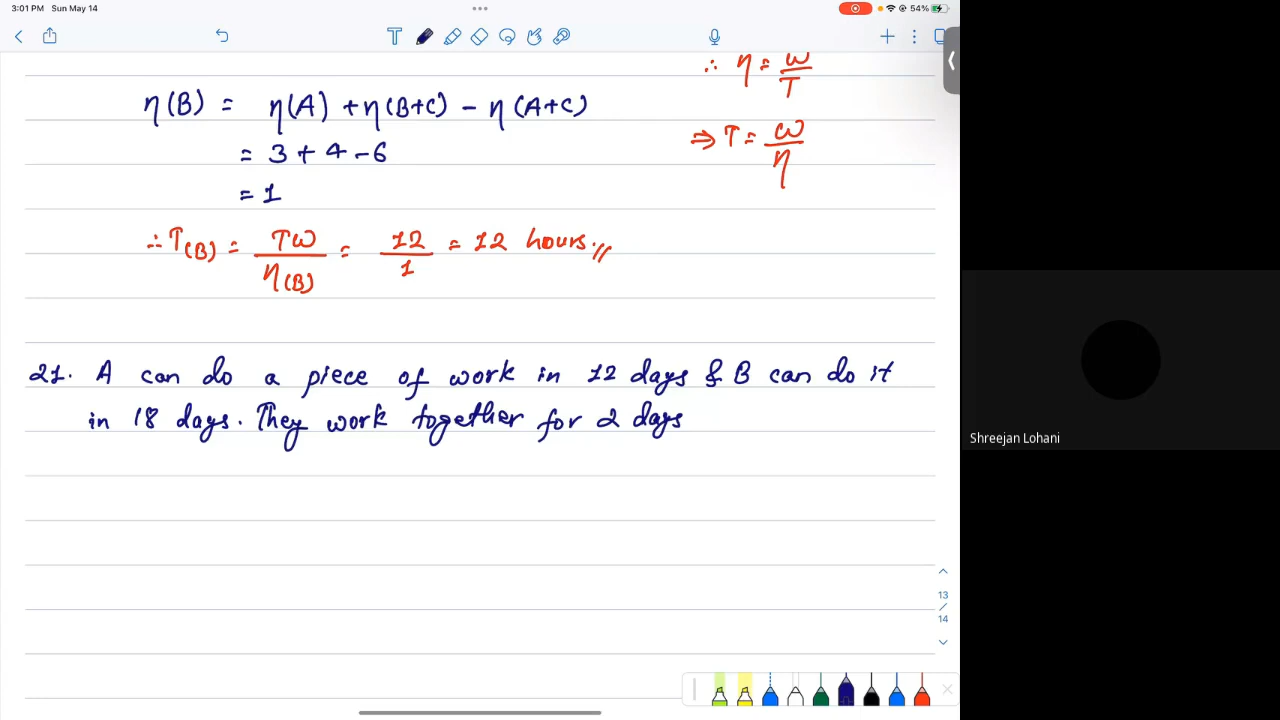 3:01 PM Sun May 14
54%
∴ η = W/T
η(B) = η(A) + η(B+C) − η(A+C)
⇒ T = W/η
= 3 + 4 − 6
= 1
∴ T(B) = TW/η(B) = 12/1 = 12 hours.//
21. A can do a piece of work in 12 days & B can do it
in 18 days. They work together for 2 days
Shreejan Lohani
13
/
14